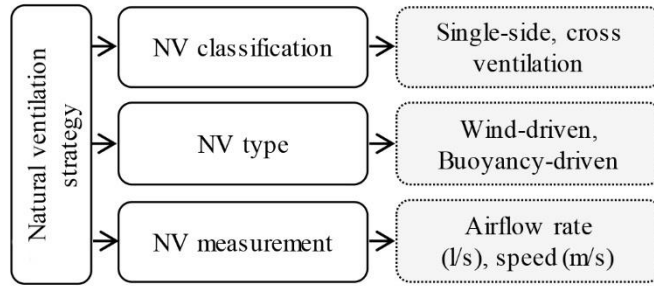 Natural ventilation
strategy
NV classification
Single-side, cross
ventilation
NV type
Wind-driven,
Buoyancy-driven
NV measurement
Airflow rate
(l/s), speed (m/s)